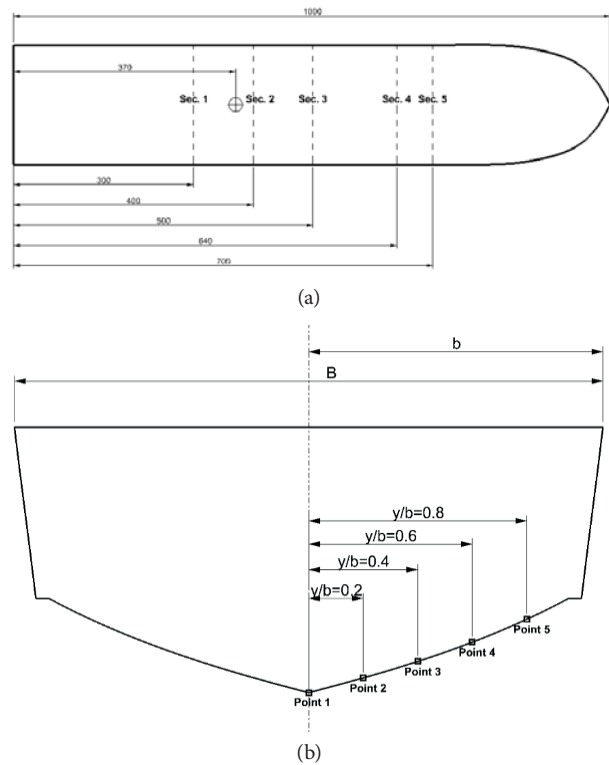 1000
370
Sec. 1
Sec. 2
Sec. 3
Sec. 4
Sec. 5
300
400
500
640
700
(a)
b
B
y/b=0.8
y/b=0.6
y/b=0.4
y/b=0.2
Point 5
Point 4
Point 3
Point 2
Point 1
(b)